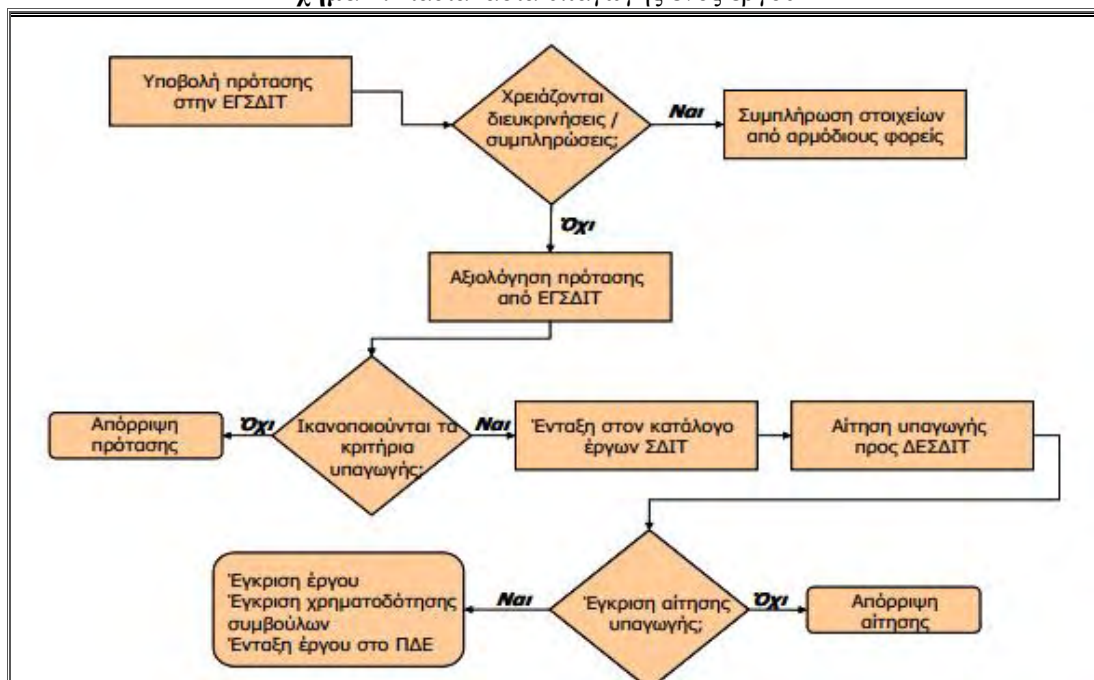 Υποβολή πρότασης
στην ΕΓΣΔΙΤ
Χρειάζονται
διευκρινήσεις /
συμπληρώσεις;
Ναι
Συμπλήρωση στοιχείων
από αρμόδιους φορείς
Όχι
Αξιολόγηση πρότασης
από ΕΓΣΔΙΤ
Απόρριψη
πρότασης
Όχι
Ικανοποιούνται τα
κριτήρια
υπαγωγής;
Ναι
Ένταξη στον κατάλογο
έργων ΣΔΙΤ
Αίτηση υπαγωγής
προς ΔΕΣΔΙΤ
Έγκριση έργου
Έγκριση χρηματοδότησης
συμβούλων
Ένταξη έργου στο ΠΔΕ
Ναι
Έγκριση αίτησης
υπαγωγής;
Όχι
Απόρριψη
αίτησης